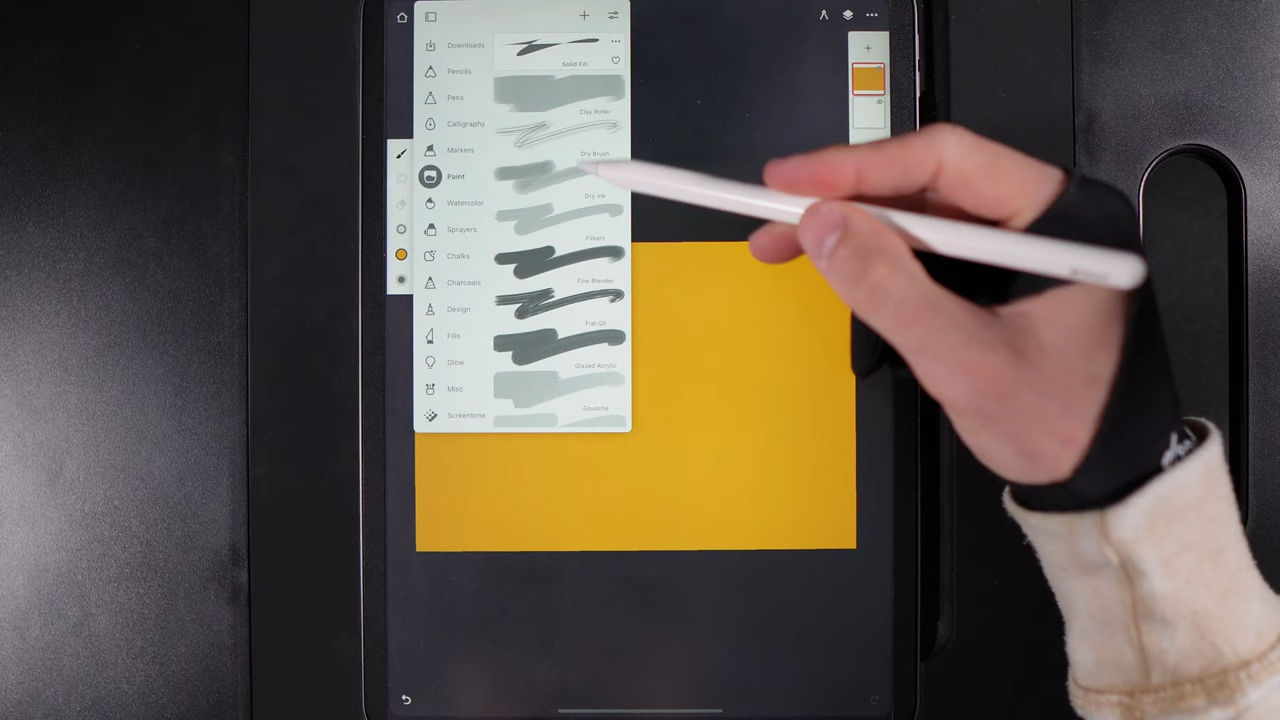 Downloads
Pencils
Pens
Calligraphy
Markers
Paint
Watercolor
Sprayers
Chalks
Charcoals
Design
Fills
Glow
Misc
Screentone
Solid Fill
Clay Roller
Dry Brush
Dry Ink
Filbert
Fine Blender
Flat Oil
Glazed Acrylic
Gouache